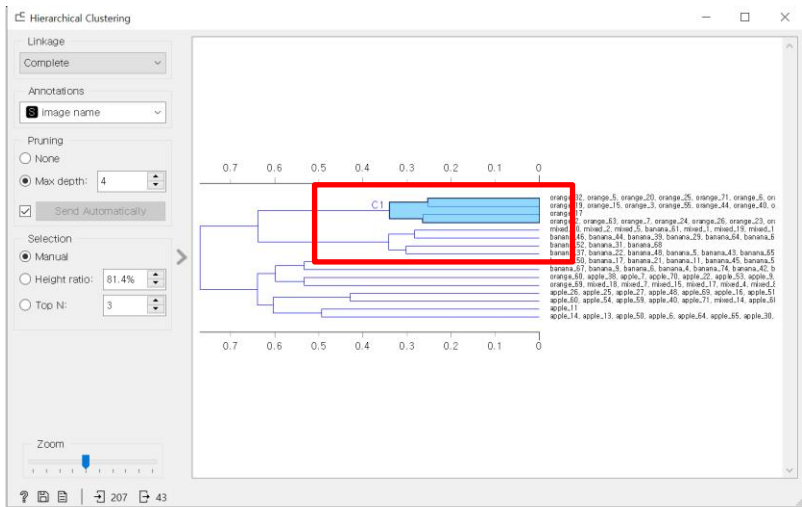 Hierarchical Clustering
Linkage
Complete
Annotations
S image name
Pruning
None
Max depth: 4
Send Automatically
Selection
Manual
Height ratio: 81.4%
Top N: 3
Zoom
207 43
0.7 0.6 0.5 0.4 0.3 0.2 0.1 0
C1
orange_32, orange_5, orange_20, orange_25, orange_71, orange_6, or
orange_19, orange_15, orange_3, orange_55, orange_44, orange_40, o
orange_17
orange_2, orange_63, orange_7, orange_24, orange_26, orange_23, or
mixed_10, mixed_2, mixed_5, banana_61, mixed_1, mixed_19, mixed_1
banana_46, banana_44, banana_39, banana_29, banana_64, banana_6
banana_52, banana_31, banana_68
banana_37, banana_22, banana_48, banana_5, banana_43, banana_65
banana_17, banana_21, banana_11, banana_45, banana_5
banana_67, banana_9, banana_6, banana_4, banana_74, banana_42, b
orange_60, apple_38, apple_7, apple_70, apple_22, apple_53, apple_9,
orange_69, mixed_18, mixed_7, mixed_15, mixed_17, mixed_4, mixed_8
apple_26, apple_25, apple_27, apple_48, apple_69, apple_16, apple_51
apple_60, apple_54, apple_59, apple_40, apple_71, mixed_14, apple_6
apple_11
apple_14, apple_13, apple_50, apple_6, apple_64, apple_65, apple_30,
0.7 0.6 0.5 0.4 0.3 0.2 0.1 0